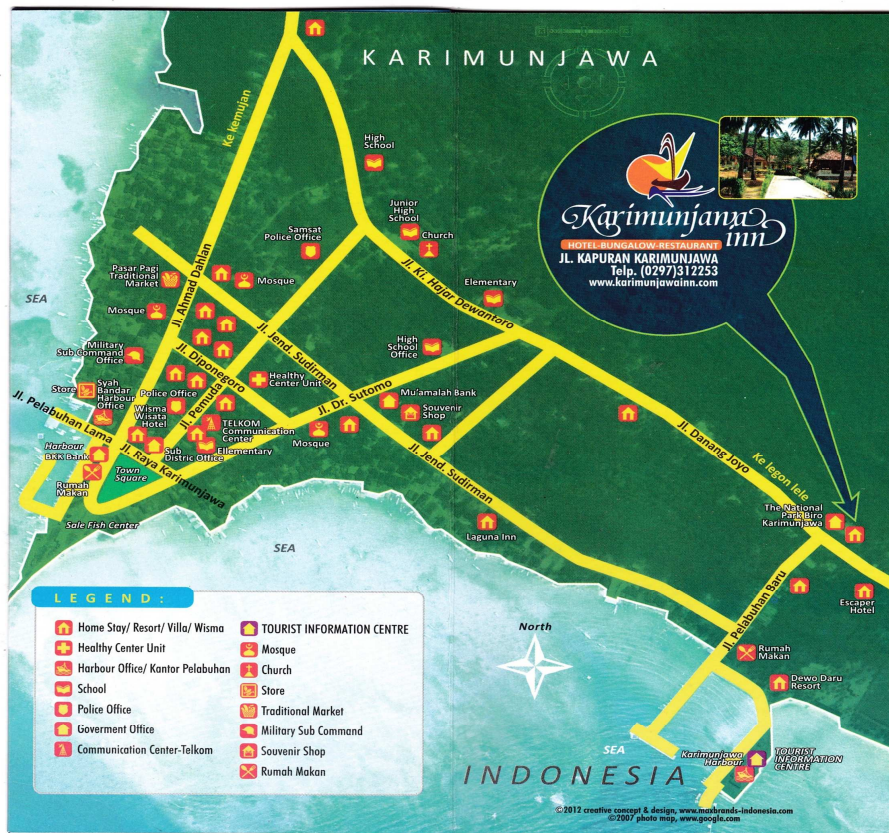 KARIMUNJAWA
Ke kemujan
High
School
Junior
High
School
Church
Samsat
Police Office
Karimunjawa
inn
HOTEL-BUNGALOW-RESTAURANT
JL. KAPURAN KARIMUNJAWA
Telp. (0297)312253
www.karimunjawainn.com
Pasar Pagi
Traditional
Market
Mosque
Jl. Ahmad Dahlan
Jl. Ki. Hajar Dewantoro
Elementary
SEA
Mosque
Military
Sub Command
Office
Jl. Jend. Sudirman
Jl. Diponegoro
High
School
Office
Store
Syah
Bandar
Harbour
Office
Police Office
Healthy
Center Unit
Jl. Dr. Sutomo
Mu'amalah Bank
Souvenir
Shop
Jl. Pelabuhan Lama
Wisma
Wisata
Hotel
Jl. Pemuda
TELKOM
Communication
Center
Mosque
Harbour
BKK Bank
Jl. Raya Karimunjawa
Sub
Distric Office
Ellementary
Jl. Jend. Sudirman
Jl. Danang Joyo
Ke legon lele
Rumah
Makan
Town
Square
Sale Fish Center
The National
Park Biro
Karimunjawa
Laguna Inn
SEA
Jl. Pelabuhan Baru
Escaper
Hotel
LEGEND:
Home Stay/ Resort/ Villa/ Wisma
Healthy Center Unit
Harbour Office/ Kantor Pelabuhan
School
Police Office
Goverment Office
Communication Center-Telkom
TOURIST INFORMATION CENTRE
Mosque
Church
Store
Traditional Market
Military Sub Command
Souvenir Shop
Rumah Makan
North
Rumah
Makan
Dewo Daru
Resort
SEA
Karimunjawa
Harbour
TOURIST
INFORMATION
CENTRE
INDONESIA
©2012 creative concept & design, www.maxbrands-indonesia.com
©2007 photo map, www.google.com